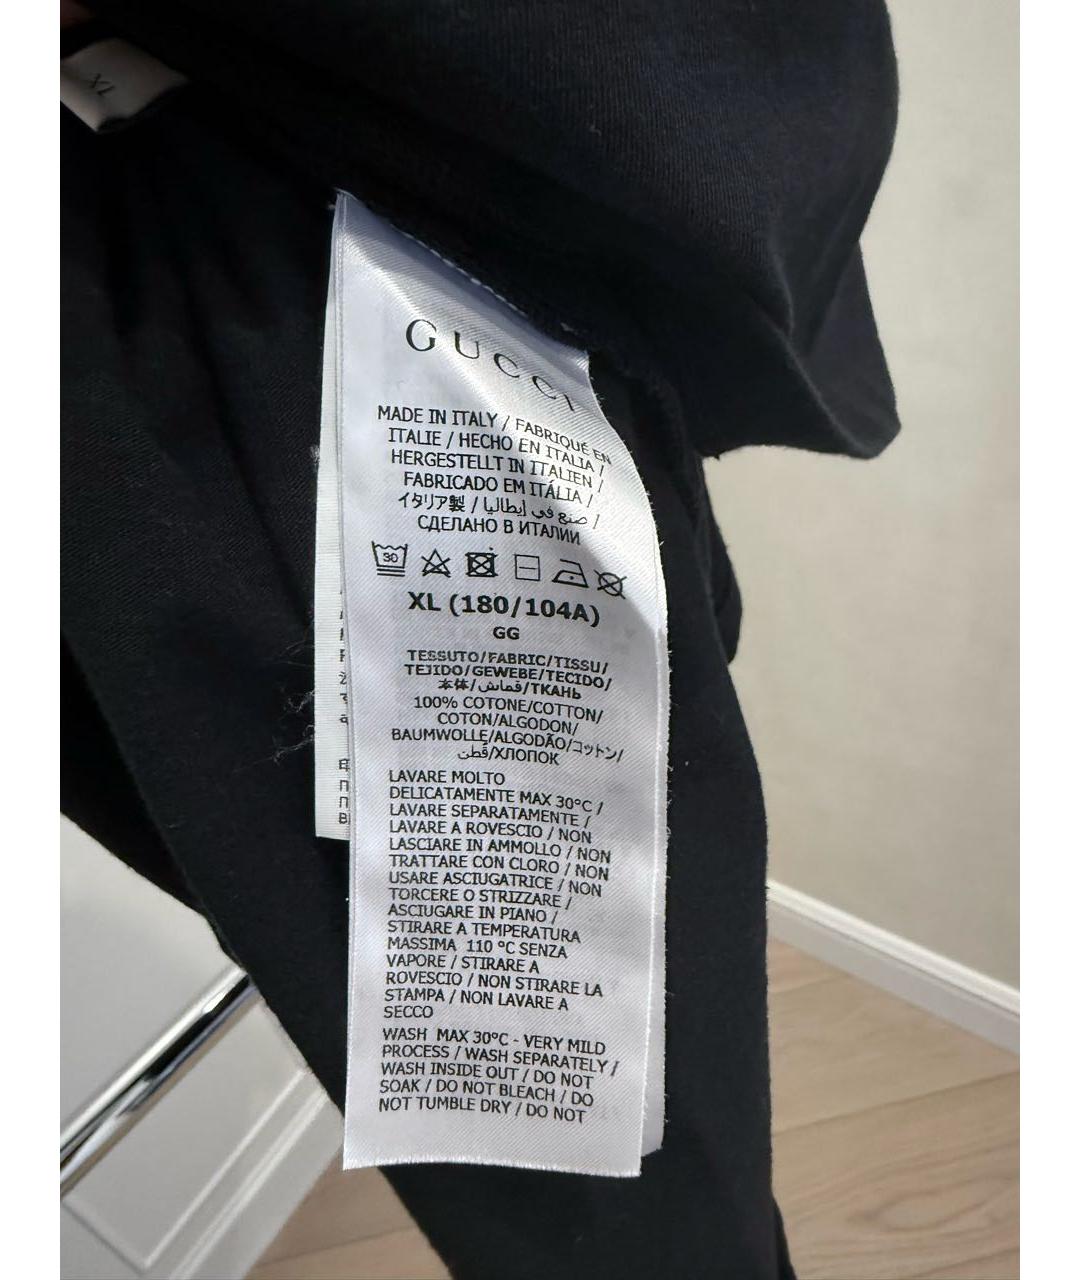 XL
GUCCI
MADE IN ITALY / FABRIQUÉ EN
ITALIE / HECHO EN ITALIA /
HERGESTELLT IN ITALIEN /
FABRICADO EM ITÁLIA /
イタリア製 / صنع في إيطاليا /
СДЕЛАНО В ИТАЛИИ
30
XL (180/104A)
GG
TESSUTO/FABRIC/TISSU/
TEJIDO/GEWEBE/TECIDO/
本体/قماش/ТКАНЬ
100% COTONE/COTTON/
COTON/ALGODON/
BAUMWOLLE/ALGODÃO/コットン/
قطن/ХЛОПОК
LAVARE MOLTO
DELICATAMENTE MAX 30°C /
LAVARE SEPARATAMENTE /
LAVARE A ROVESCIO / NON
LASCIARE IN AMMOLLO / NON
TRATTARE CON CLORO / NON
USARE ASCIUGATRICE / NON
TORCERE O STRIZZARE /
ASCIUGARE IN PIANO /
STIRARE A TEMPERATURA
MASSIMA 110 °C SENZA
VAPORE / STIRARE A
ROVESCIO / NON STIRARE LA
STAMPA / NON LAVARE A
SECCO
WASH MAX 30°C - VERY MILD
PROCESS / WASH SEPARATELY /
WASH INSIDE OUT / DO NOT
SOAK / DO NOT BLEACH / DO
NOT TUMBLE DRY / DO NOT